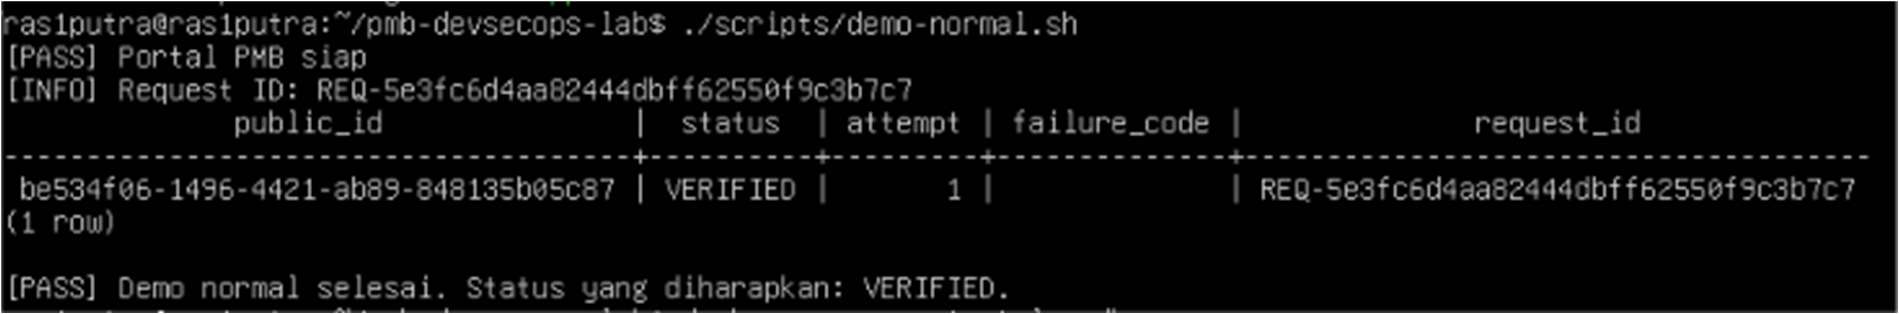 ras1putra@ras1putra:~/pmb-devsecops-lab$ ./scripts/demo-normal.sh
[PASS] Portal PMB siap
[INFO] Request ID: REQ-5e3fc6d4aa82444dbff62550f9c3b7c7
public_id | status | attempt | failure_code | request_id
--------------------------------------+----------+---------+--------------+--------------------------------------
be534f06-1496-4421-ab89-848135b05c87 | VERIFIED | 1 | | REQ-5e3fc6d4aa82444dbff62550f9c3b7c7
(1 row)
[PASS] Demo normal selesai. Status yang diharapkan: VERIFIED.